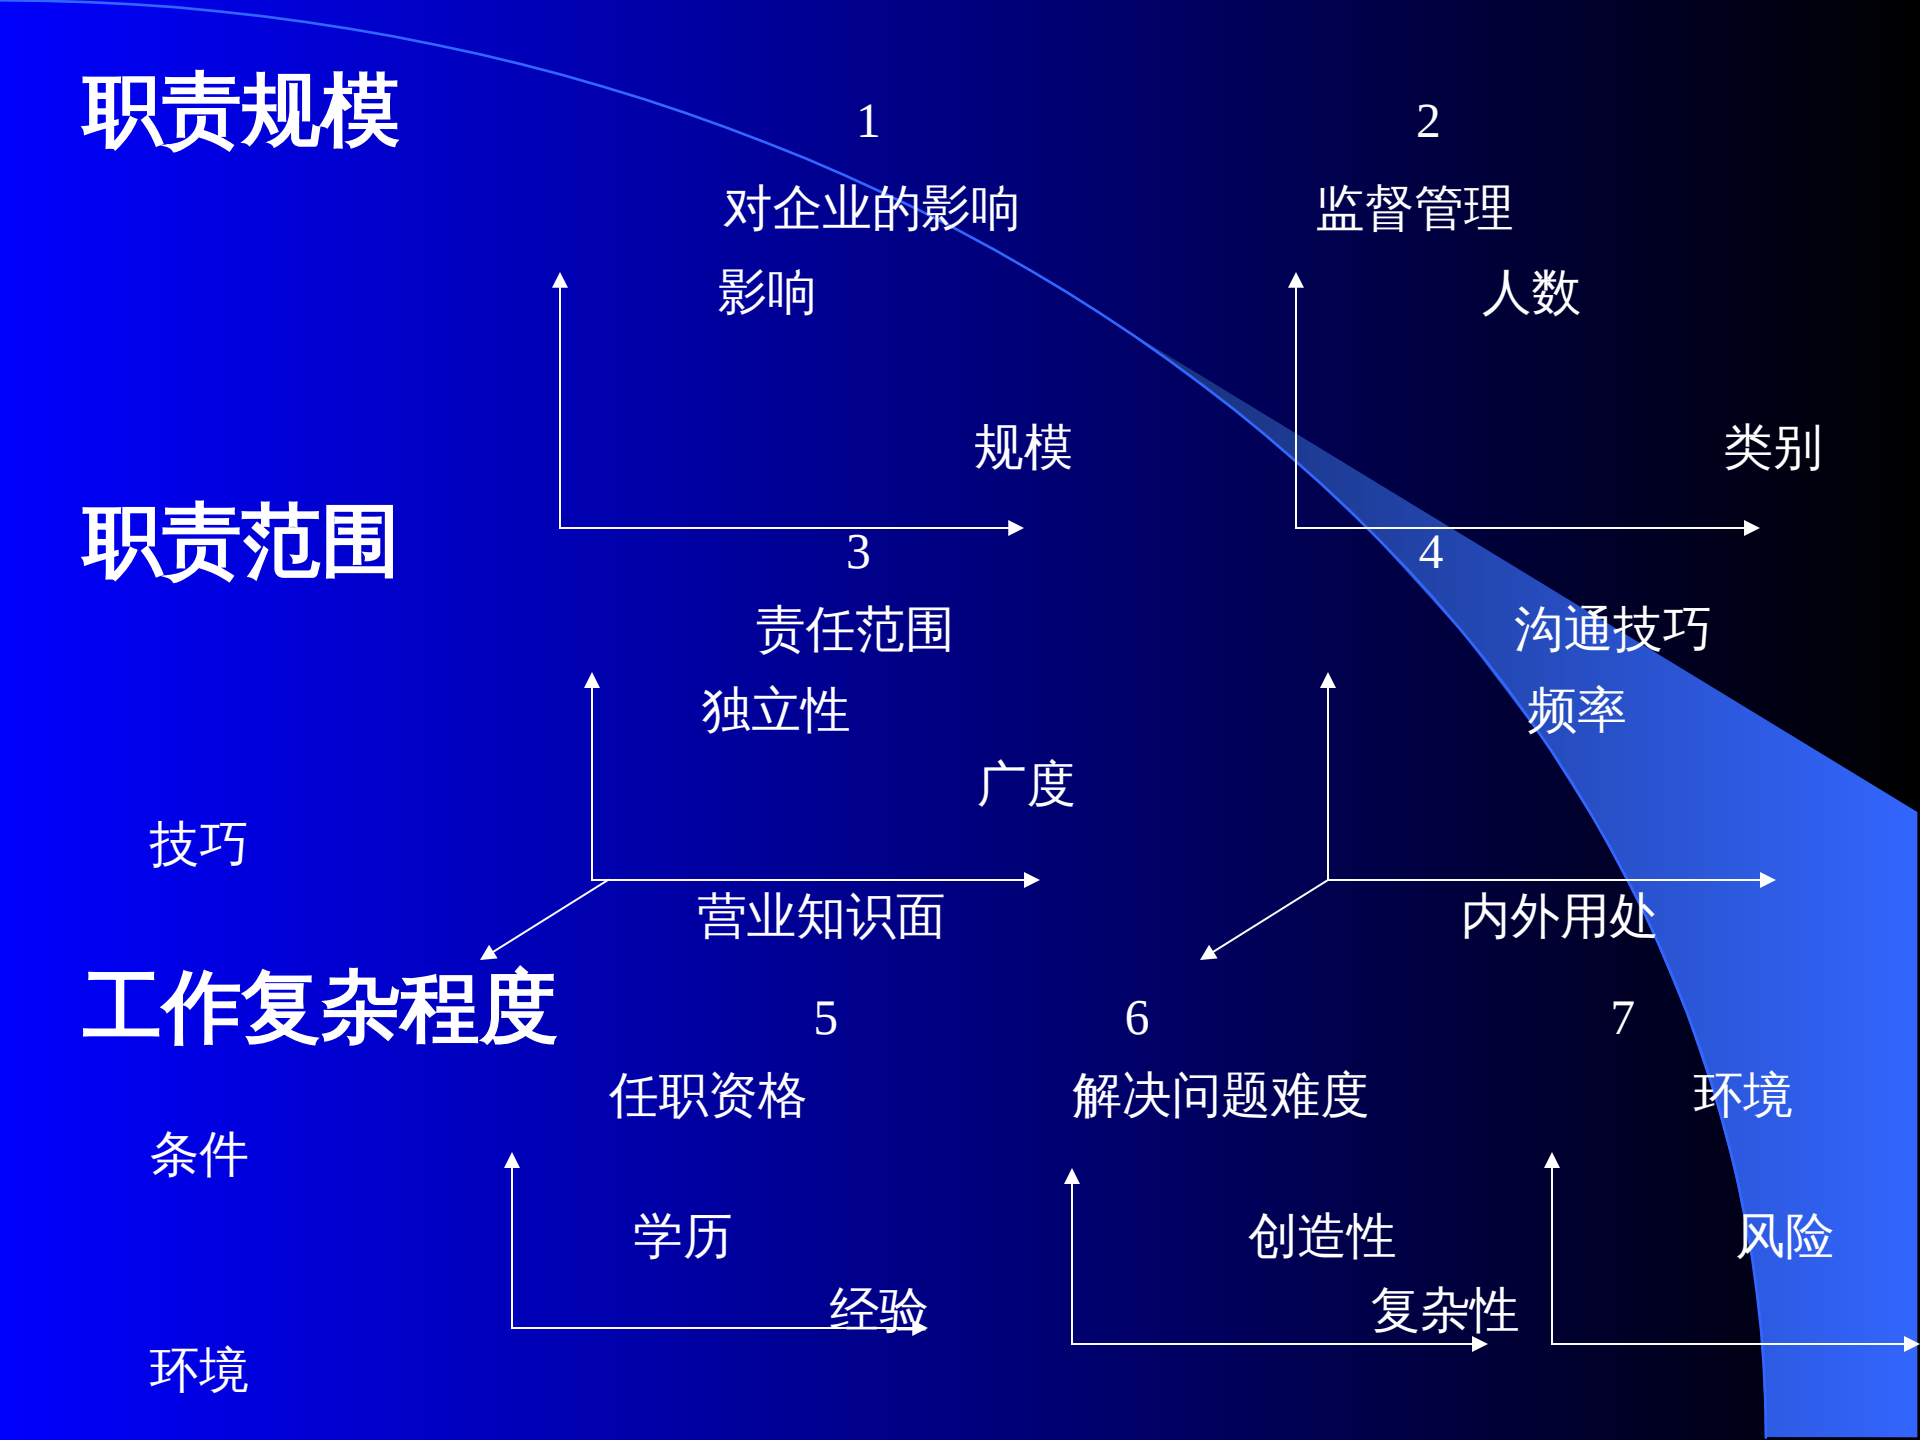 职责规模
1
2
对企业的影响
监督管理
影响
人数
规模
类别
职责范围
3
4
责任范围
沟通技巧
独立性
频率
广度
技巧
营业知识面
内外用处
工作复杂程度
5
6
7
任职资格
解决问题难度
环境
条件
学历
创造性
风险
经验
复杂性
环境